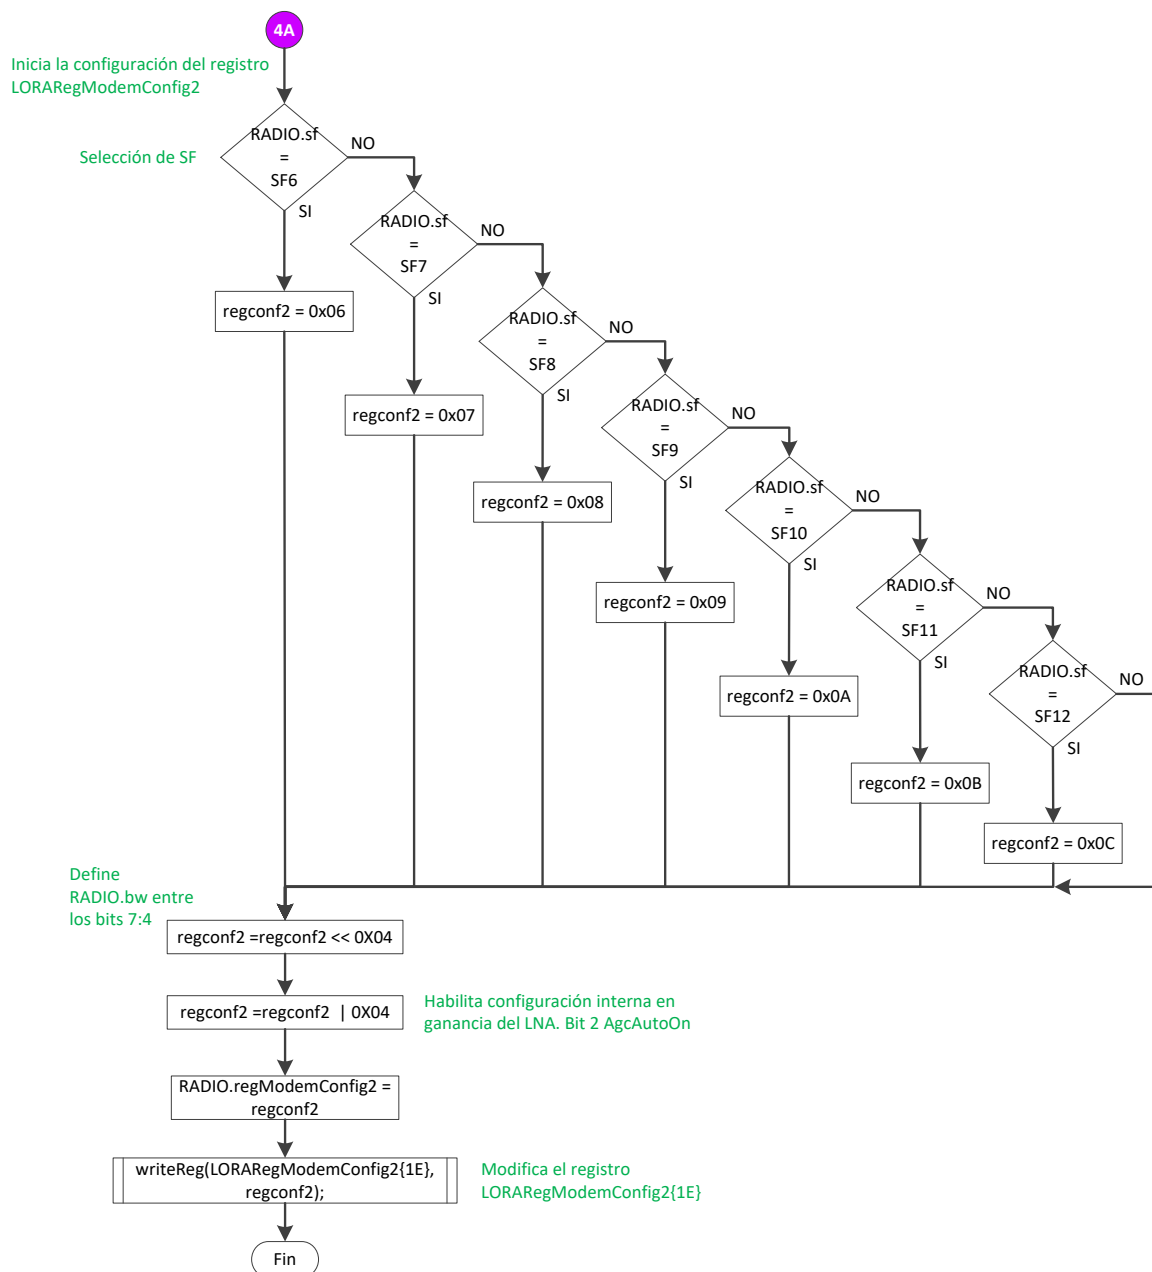 4A
Inicia la configuración del registro
LORARegModemConfig2
Selección de SF
RADIO.sf
=
SF6
NO
SI
RADIO.sf
=
SF7
NO
SI
regconf2 = 0x06
RADIO.sf
=
SF8
NO
SI
regconf2 = 0x07
RADIO.sf
=
SF9
NO
SI
regconf2 = 0x08
RADIO.sf
=
SF10
NO
SI
regconf2 = 0x09
RADIO.sf
=
SF11
NO
SI
regconf2 = 0x0A
RADIO.sf
=
SF12
NO
SI
regconf2 = 0x0B
regconf2 = 0x0C
Define
RADIO.bw entre
los bits 7:4
regconf2 =regconf2 << 0X04
regconf2 =regconf2 | 0X04
Habilita configuración interna en
ganancia del LNA. Bit 2 AgcAutoOn
RADIO.regModemConfig2 =
regconf2
writeReg(LORARegModemConfig2{1E},
regconf2);
Modifica el registro
LORARegModemConfig2{1E}
Fin